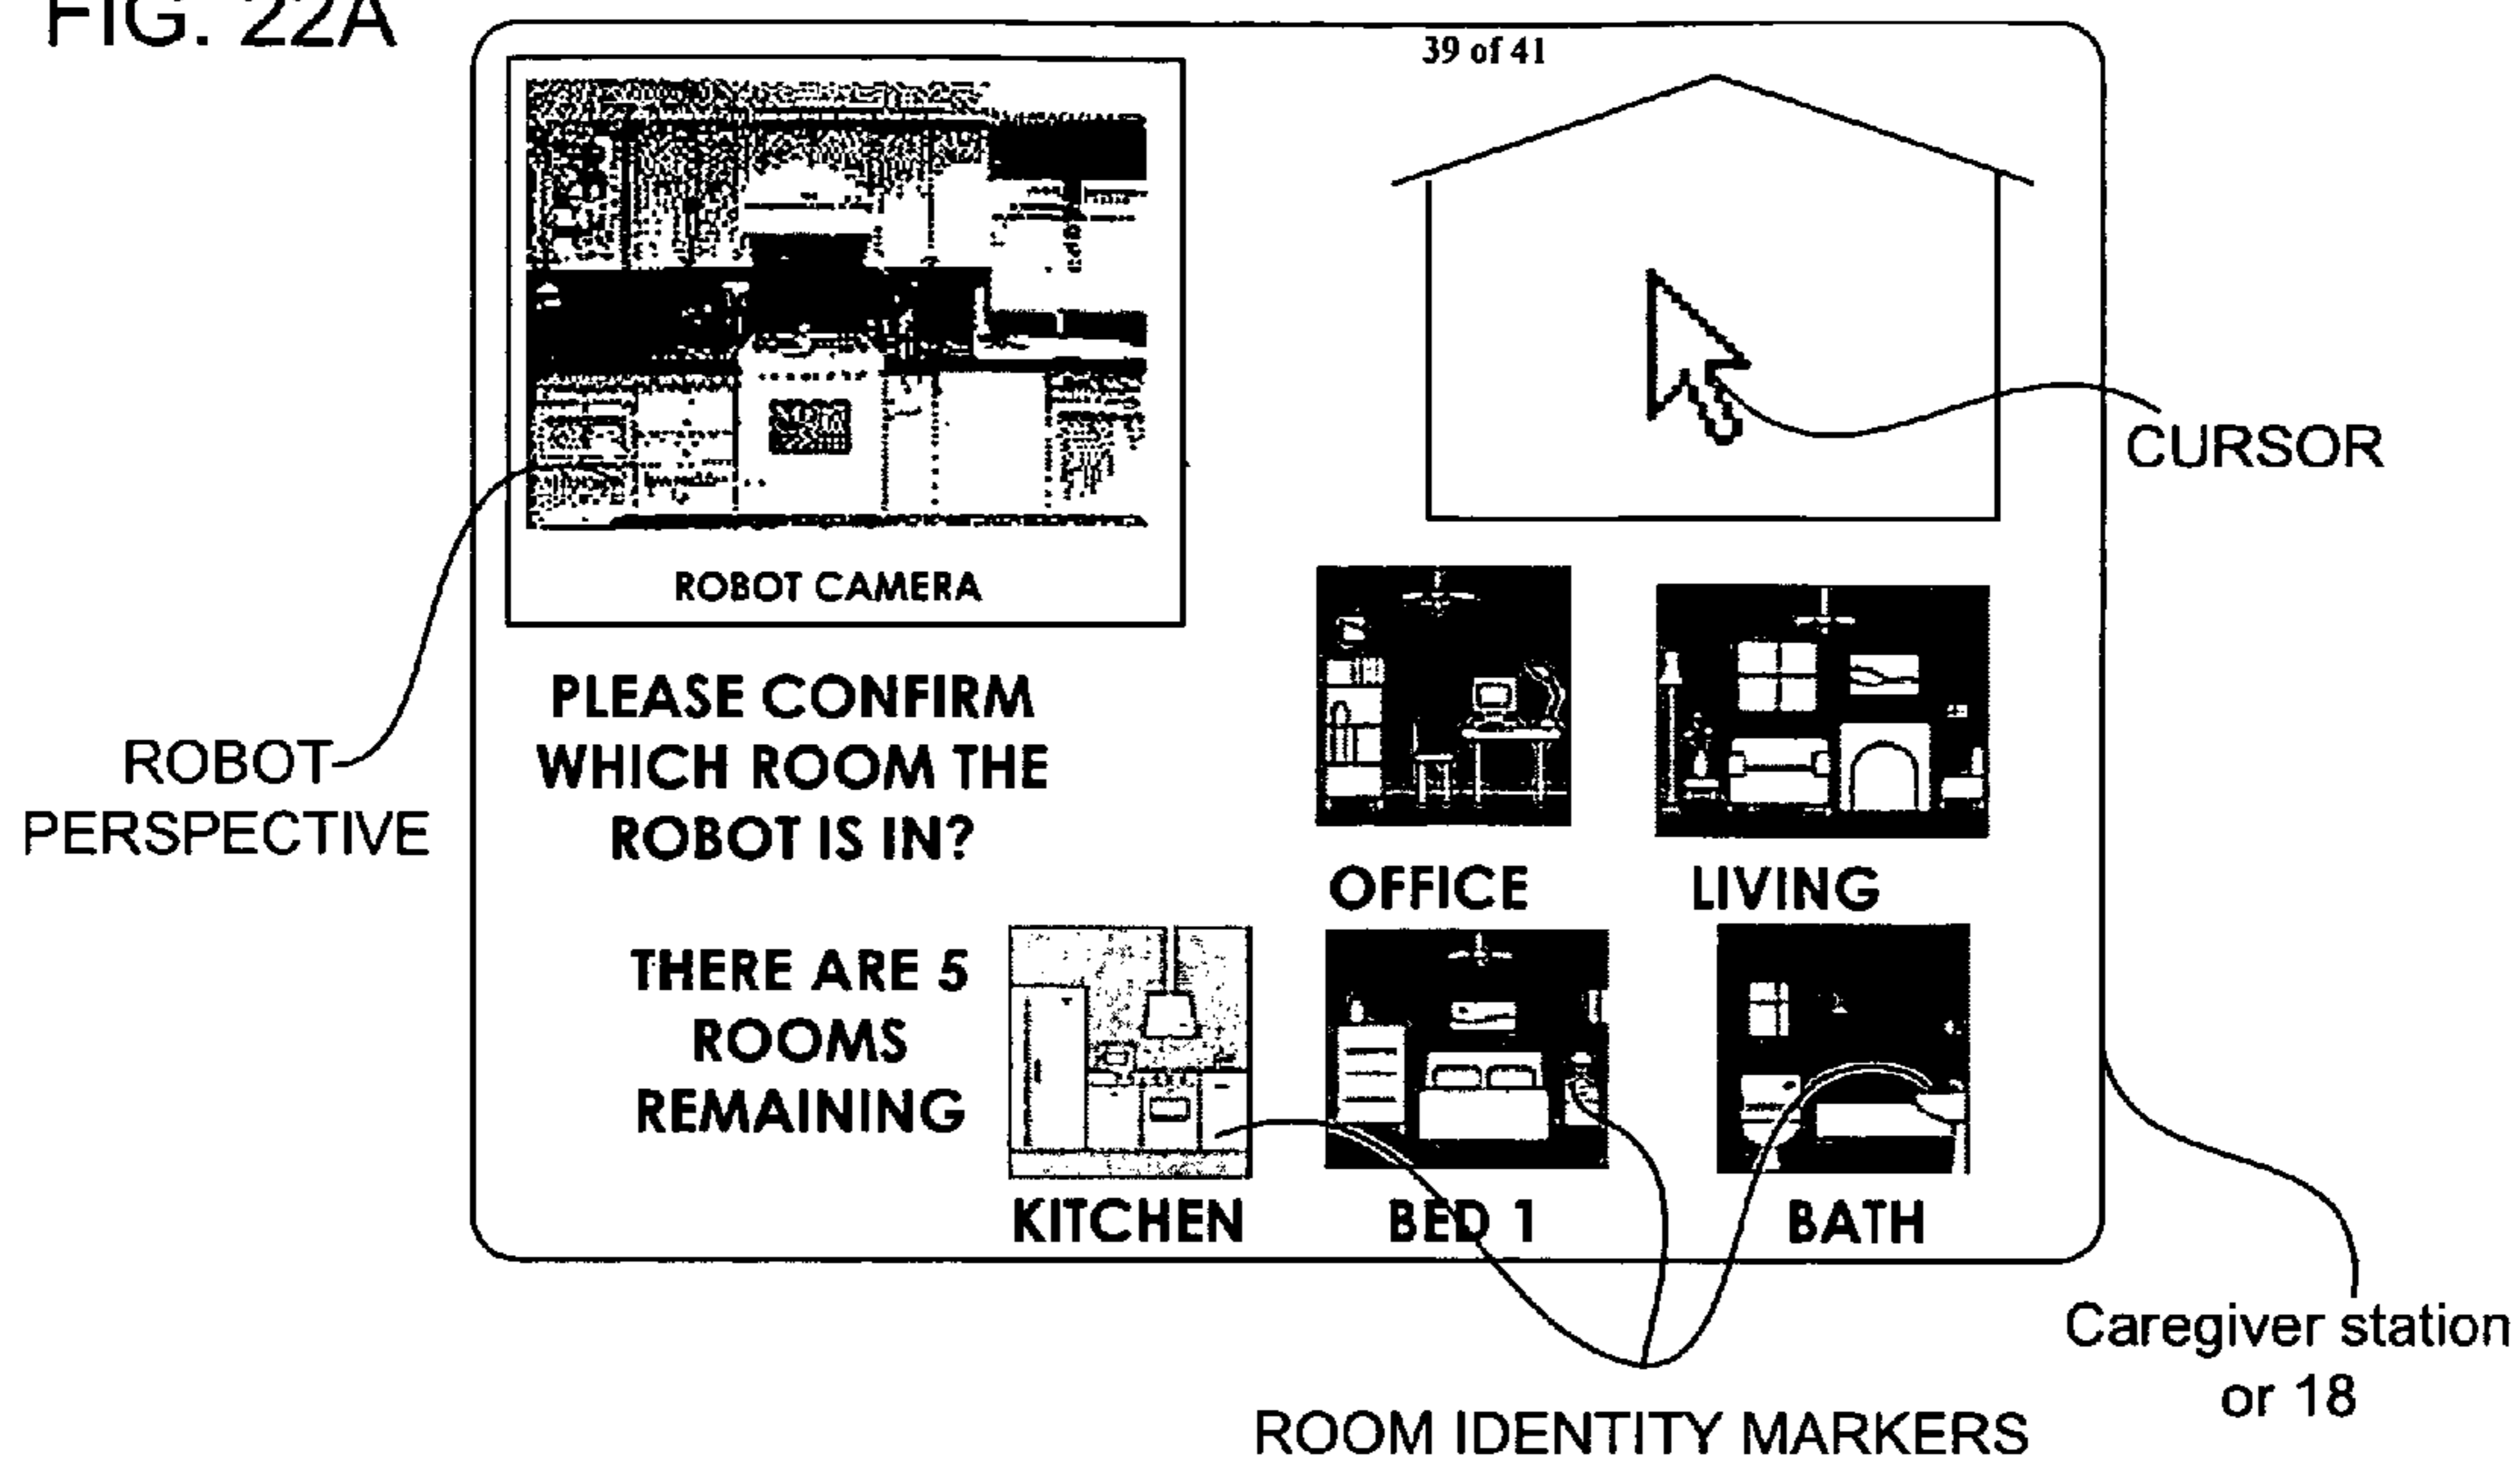 FIG. 22A
39 of 41
CURSOR
ROBOT CAMERA
ROBOT
PERSPECTIVE
PLEASE CONFIRM
WHICH ROOM THE
ROBOT IS IN?
OFFICE
LIVING
THERE ARE 5
ROOMS
REMAINING
KITCHEN
BED 1
BATH
Caregiver station
or 18
ROOM IDENTITY MARKERS